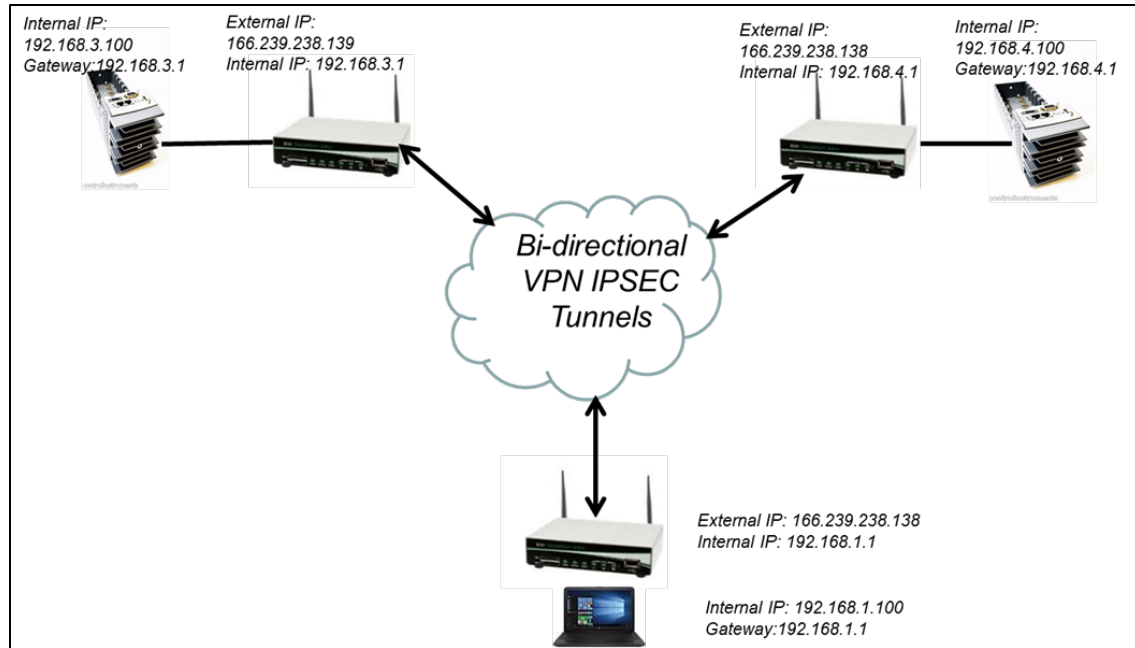 Internal IP:
192.168.3.100
Gateway:192.168.3.1
External IP:
166.239.238.139
Internal IP: 192.168.3.1
External IP:
166.239.238.138
Internal IP: 192.168.4.1
Internal IP:
192.168.4.100
Gateway:192.168.4.1
Bi-directional
VPN IPSEC
Tunnels
External IP: 166.239.238.138
Internal IP: 192.168.1.1
Internal IP: 192.168.1.100
Gateway:192.168.1.1